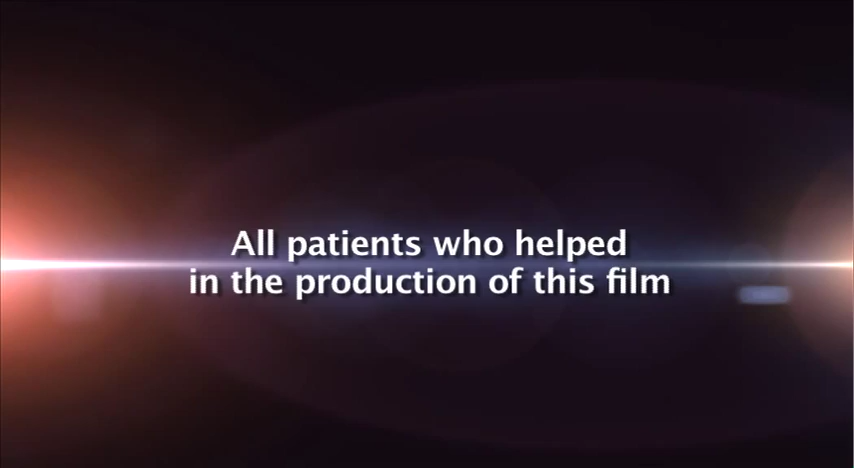 All patients who helped
in the production of this film